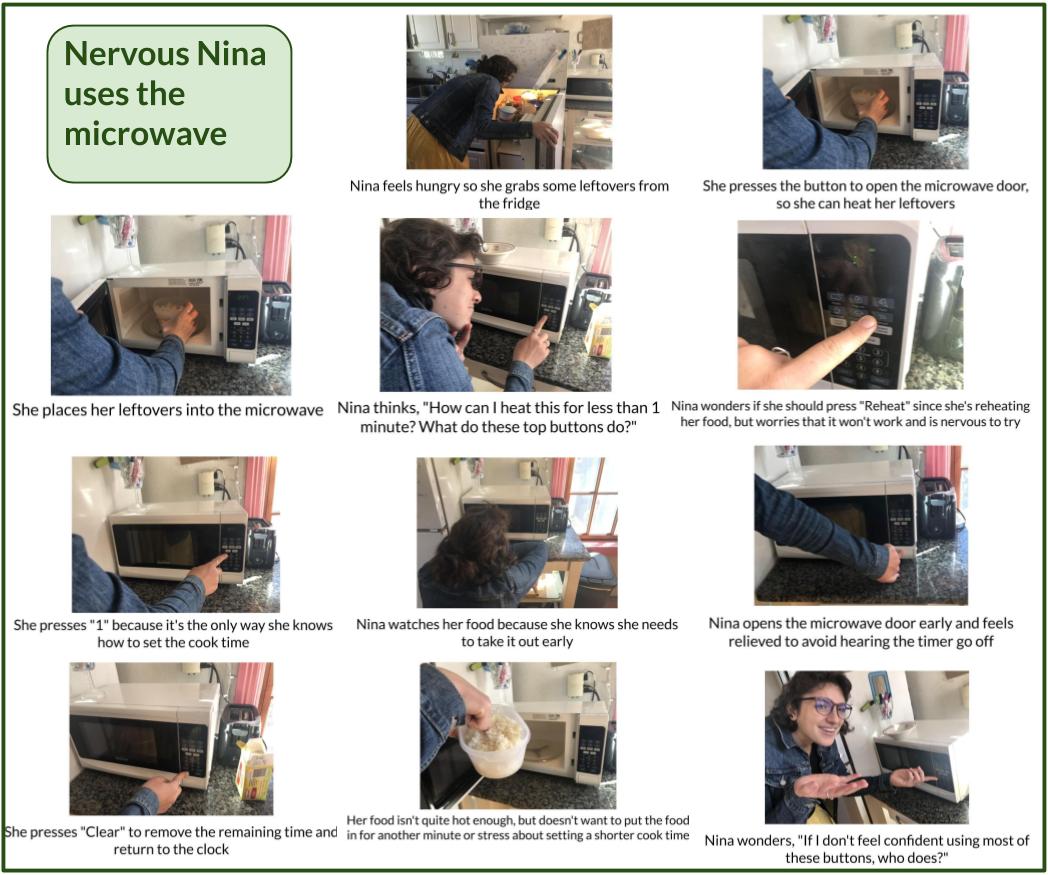 Nervous Nina
uses the
microwave
Nina feels hungry so she grabs some leftovers from
the fridge
She presses the button to open the microwave door,
so she can heat her leftovers
She places her leftovers into the microwave
Nina thinks, "How can I heat this for less than 1
minute? What do these top buttons do?"
Nina wonders if she should press "Reheat" since she's reheating
her food, but worries that it won't work and is nervous to try
She presses "1" because it's the only way she knows
how to set the cook time
Nina watches her food because she knows she needs
to take it out early
Nina opens the microwave door early and feels
relieved to avoid hearing the timer go off
She presses "Clear" to remove the remaining time and
return to the clock
Her food isn't quite hot enough, but doesn't want to put the food
in for another minute or stress about setting a shorter cook time
Nina wonders, "If I don't feel confident using most of
these buttons, who does?"